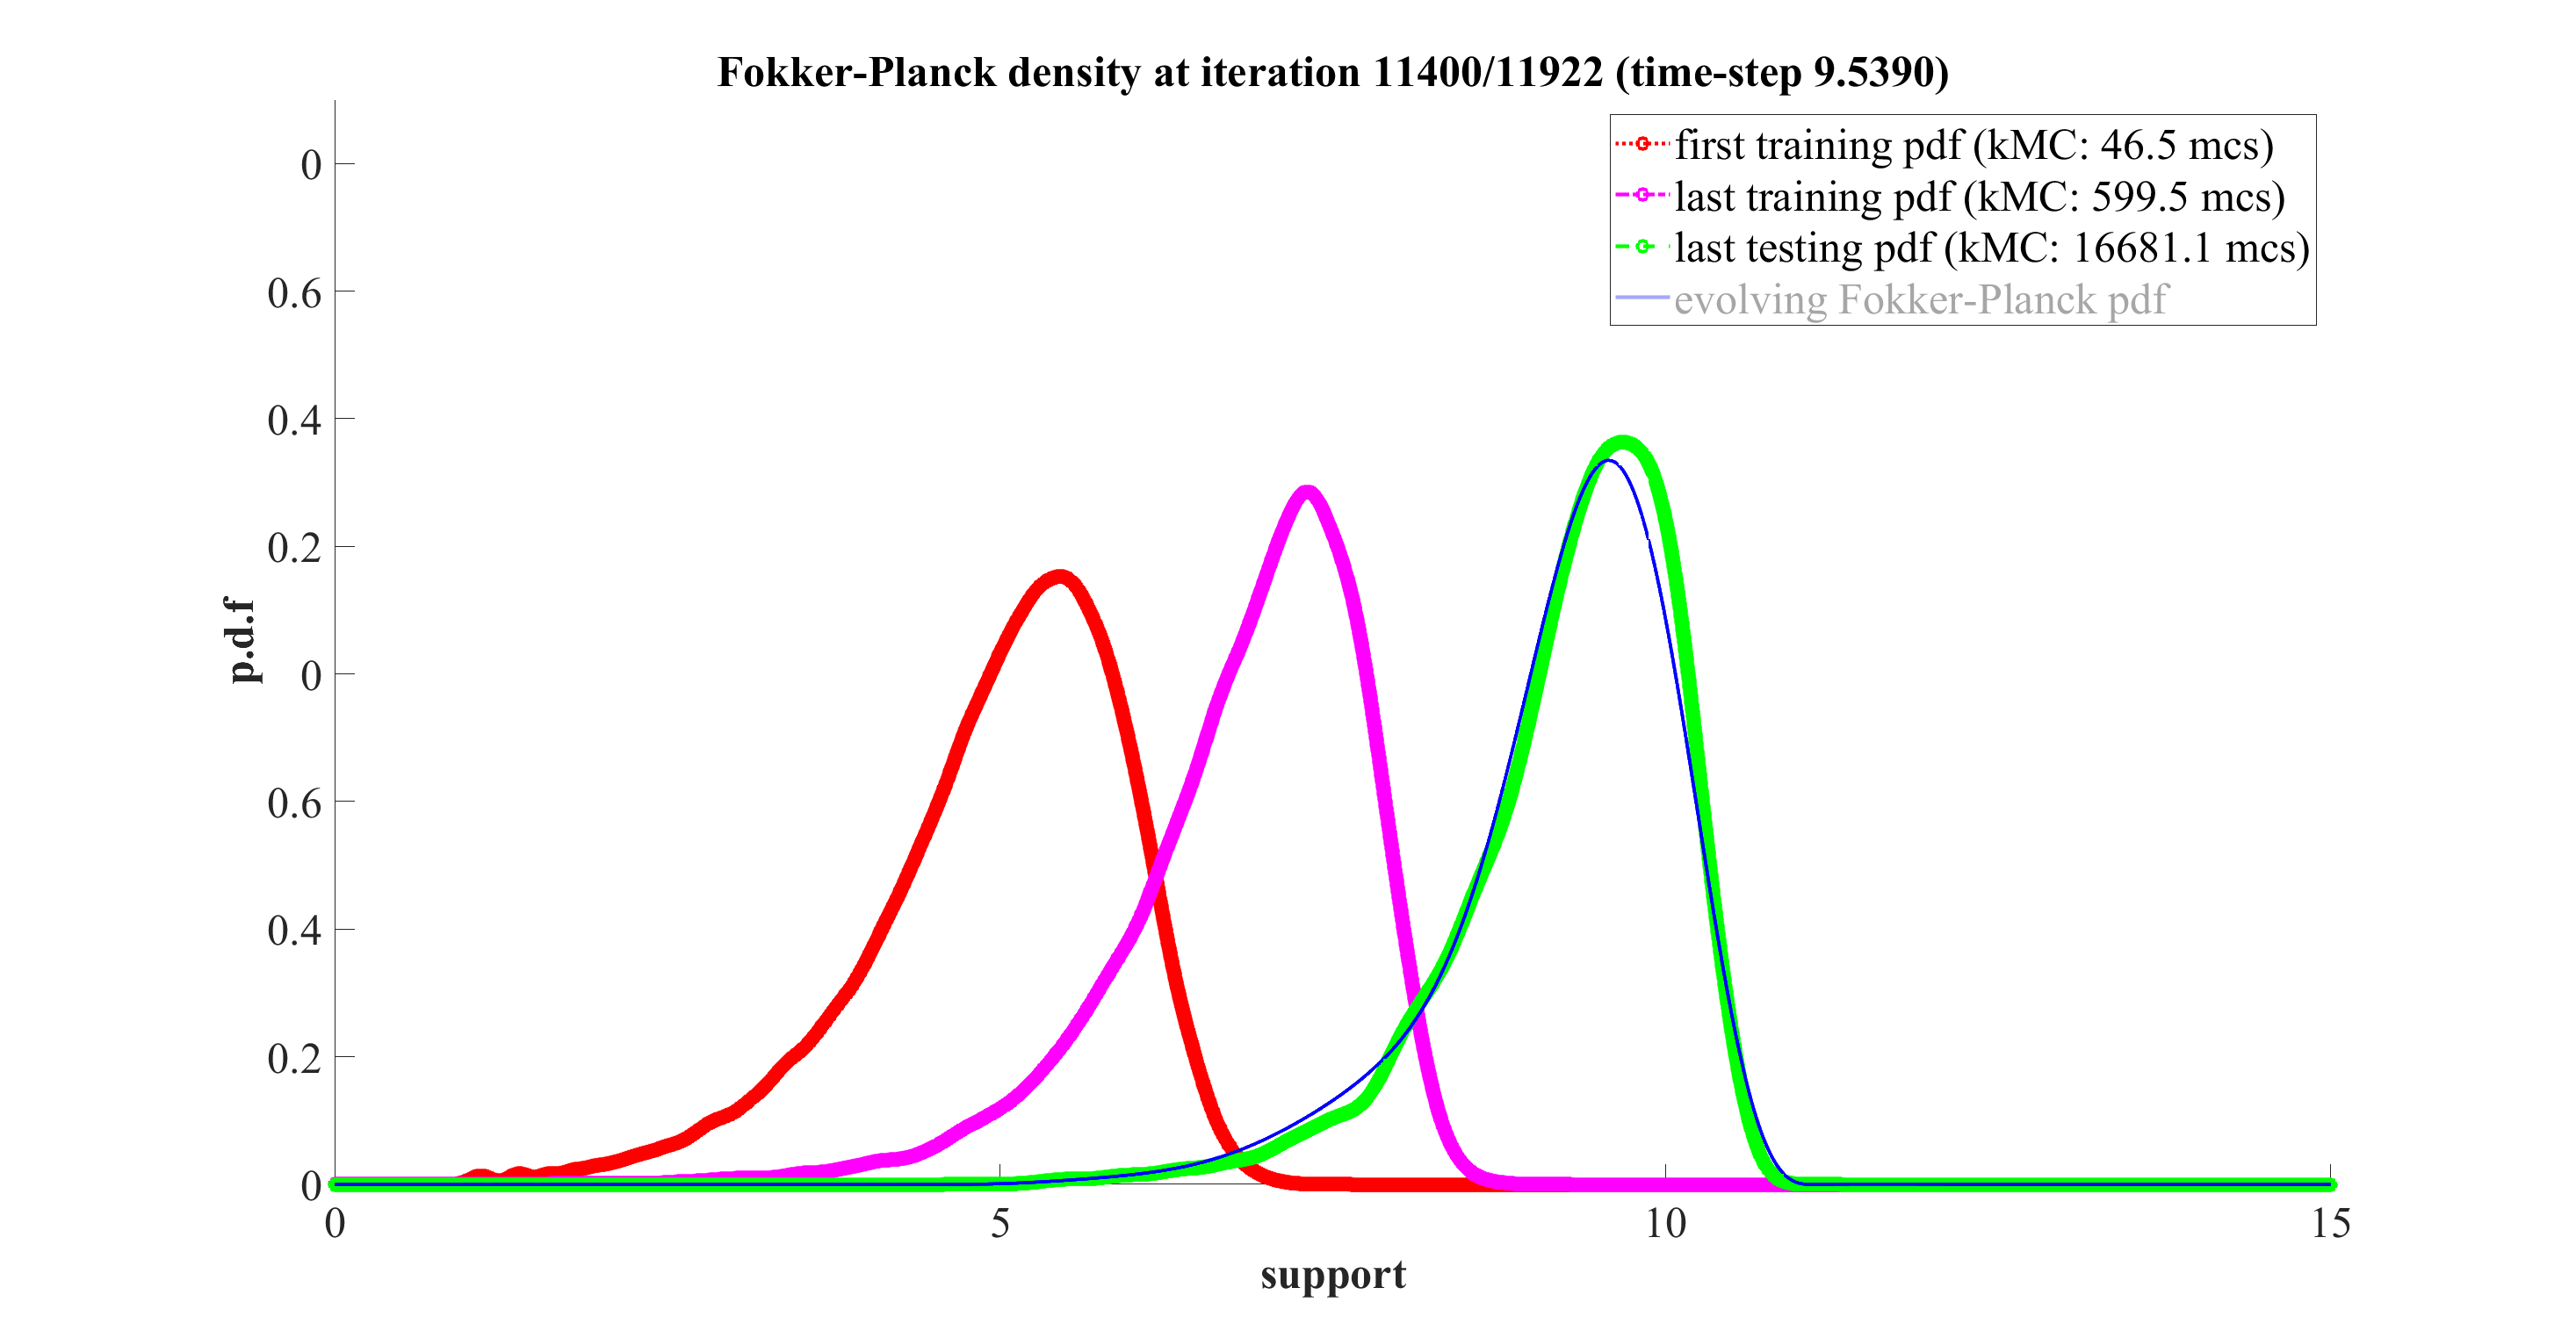 Fokker-Planck density at iteration 11400/11922 (time-step 9.5390)
first training pdf (kMC: 46.5 mcs)
last training pdf (kMC: 599.5 mcs)
last testing pdf (kMC: 16681.1 mcs)
evolving Fokker-Planck pdf
0
0.6
0.4
0.2
0
0.6
0.4
0.2
0
p.d.f
0 5 10 15
support